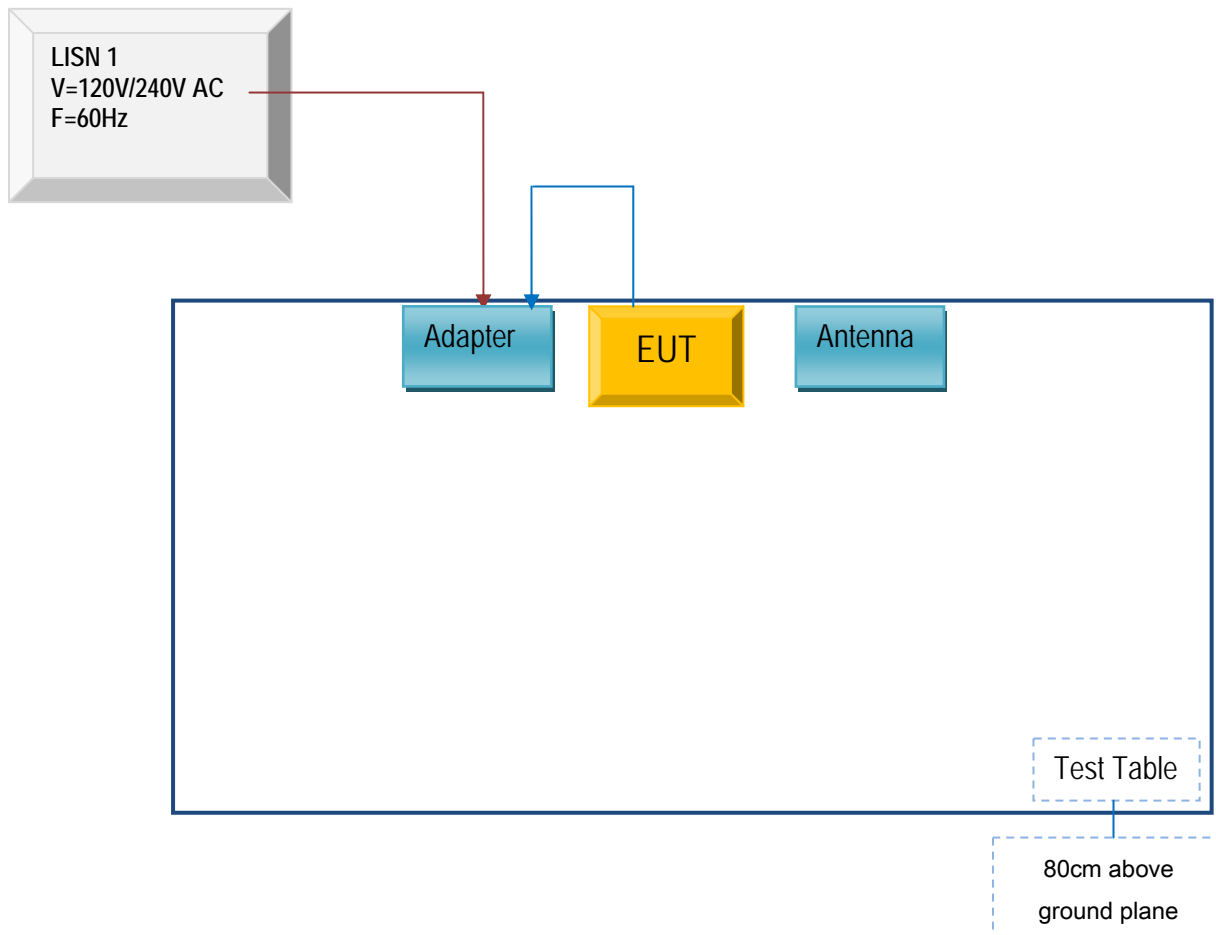 LISN 1
V=120V/240V AC
F=60Hz
Adapter
EUT
Antenna
Test Table
80cm above
ground plane